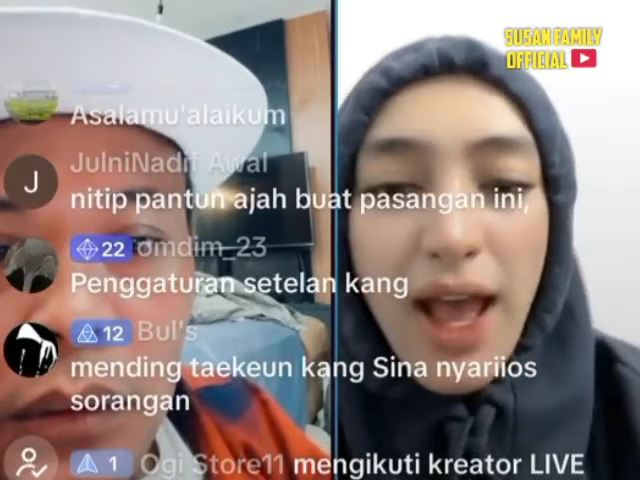 SUSAN FAMILY
OFFICIAL
Asalamu'alaikum
J
JulniNadif Awal
nitip pantun ajah buat pasangan ini,
22 omdim_23
Penggaturan setelan kang
12 Bul's
mending taekeun kang Sina nyariios
sorangan
1 Ogi Store11 mengikuti kreator LIVE